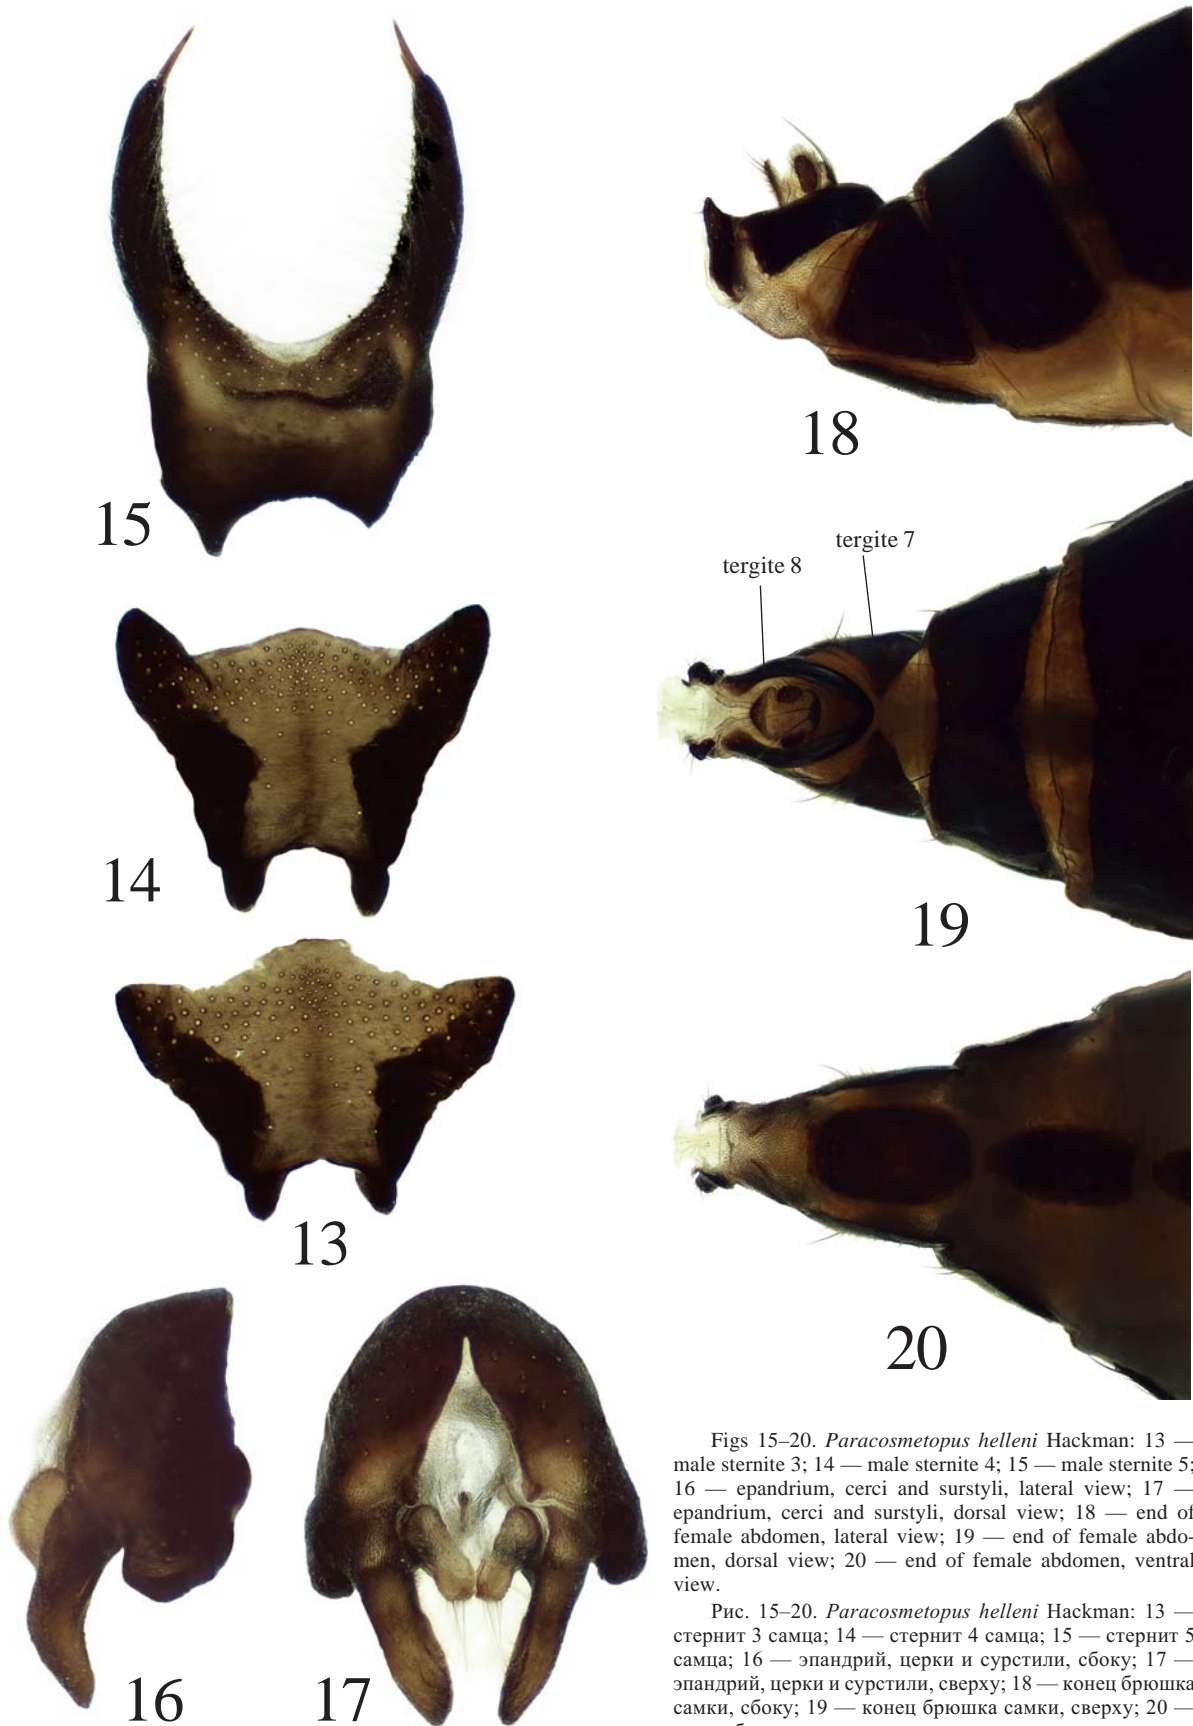 15
18
tergite 7
tergite 8
14
19
13
20
16
17
Figs 15–20. Paracosmetopus helleni Hackman: 13 —
male sternite 3; 14 — male sternite 4; 15 — male sternite 5;
16 — epandrium, cerci and surstyli, lateral view; 17 —
epandrium, cerci and surstyli, dorsal view; 18 — end of
female abdomen, lateral view; 19 — end of female abdo-
men, dorsal view; 20 — end of female abdomen, ventral
view.
Рис. 15–20. Paracosmetopus helleni Hackman: 13 —
стернит 3 самца; 14 — стернит 4 самца; 15 — стернит 5
самца; 16 — эпандрий, церки и сурстили, сбоку; 17 —
эпандрий, церки и сурстили, сверху; 18 — конец брюшка
самки, сбоку; 19 — конец брюшка самки, сверху; 20 —